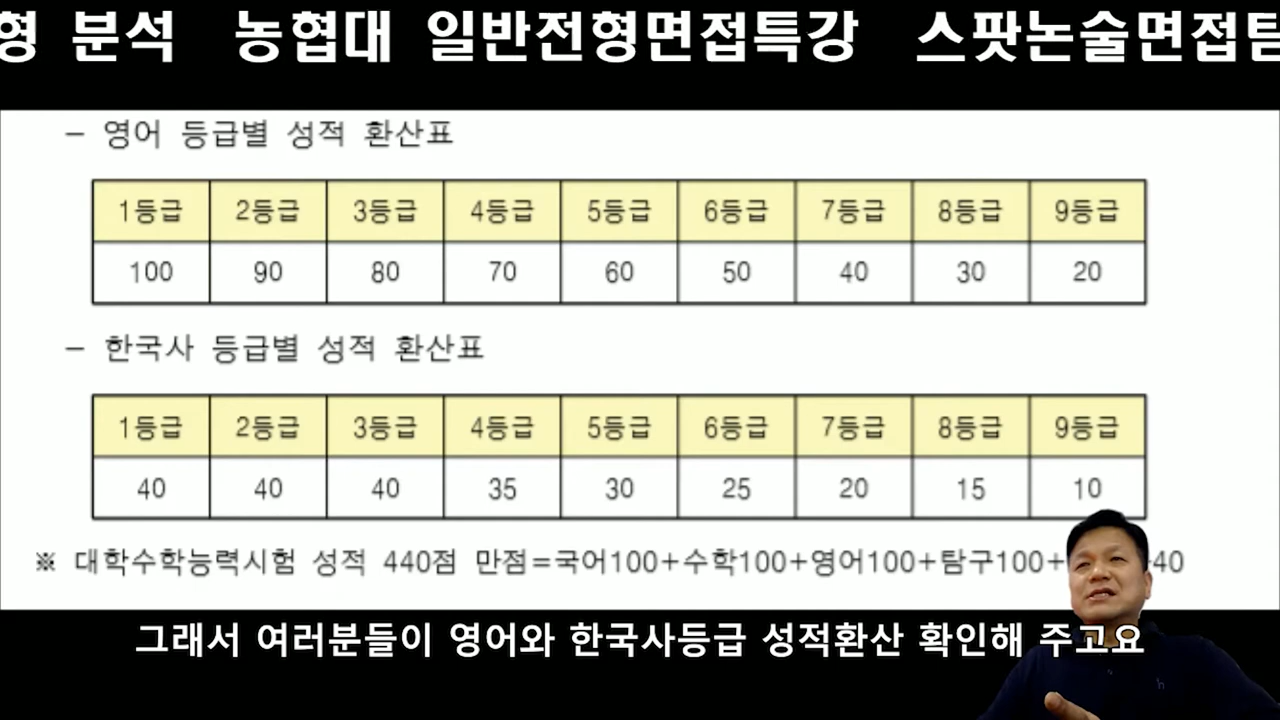 형 분석 농협대 일반전형면접특강 스팟논술면접
- 영어 등급별 성적 환산표
1등급 2등급 3등급 4등급 5등급 6등급 7등급 8등급 9등급
100 90 80 70 60 50 40 30 20
- 한국사 등급별 성적 환산표
1등급 2등급 3등급 4등급 5등급 6등급 7등급 8등급 9등급
40 40 40 35 30 25 20 15 10
※ 대학수학능력시험 성적 440점 만점=국어100+수학100+영어100+탐구100+ 40
그래서 여러분들이 영어와 한국사등급 성적환산 확인해 주고요